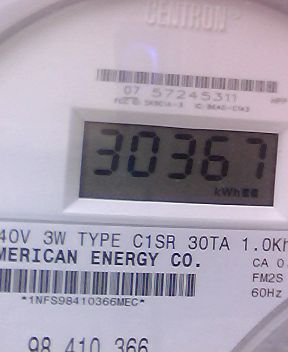 CENTRON
07 57245311
30367
kWh
40V 3W TYPE C1SR 30TA 1.0Kh
MERICAN ENERGY CO.
CA 0
FM2S
60Hz
*1NFS98410366MEC*
98 410 366